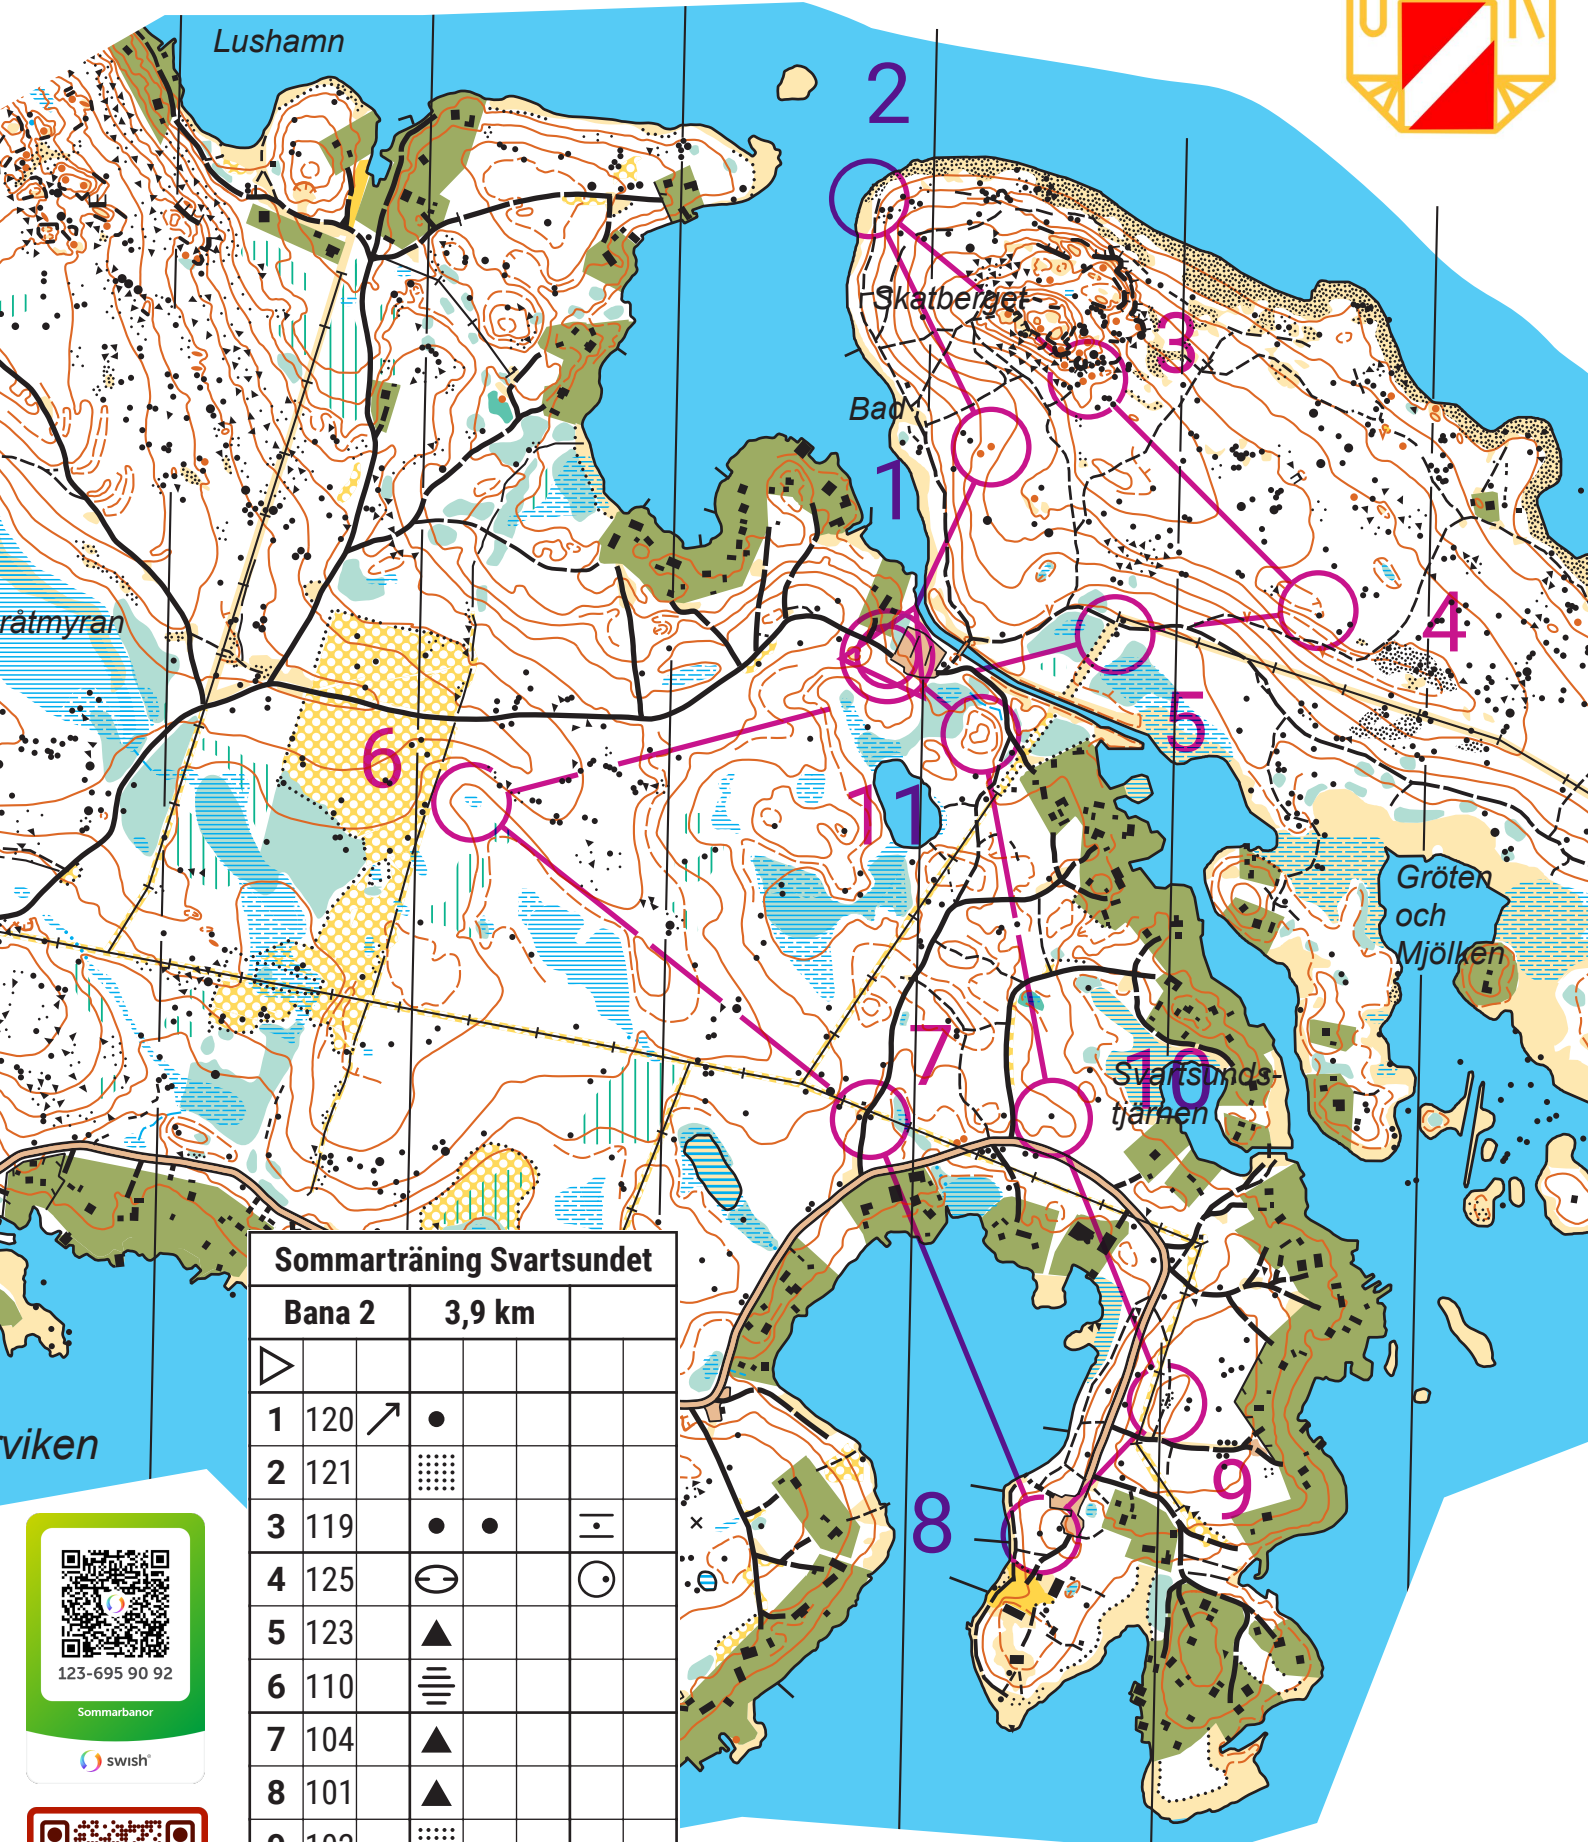 Lushamn
2
Skatberget
3
Bad
1
råtmyran
4
5
6
11
Gröten
och
Mjölken
7
10
Svartsunds-
tjärnen
Sommarträning Svartsundet
Bana 2 3,9 km
1 120
2 121
3 119
4 125
5 123
6 110
7 104
8 101
9
8
rviken
123-695 90 92
Sommarbanor
swish